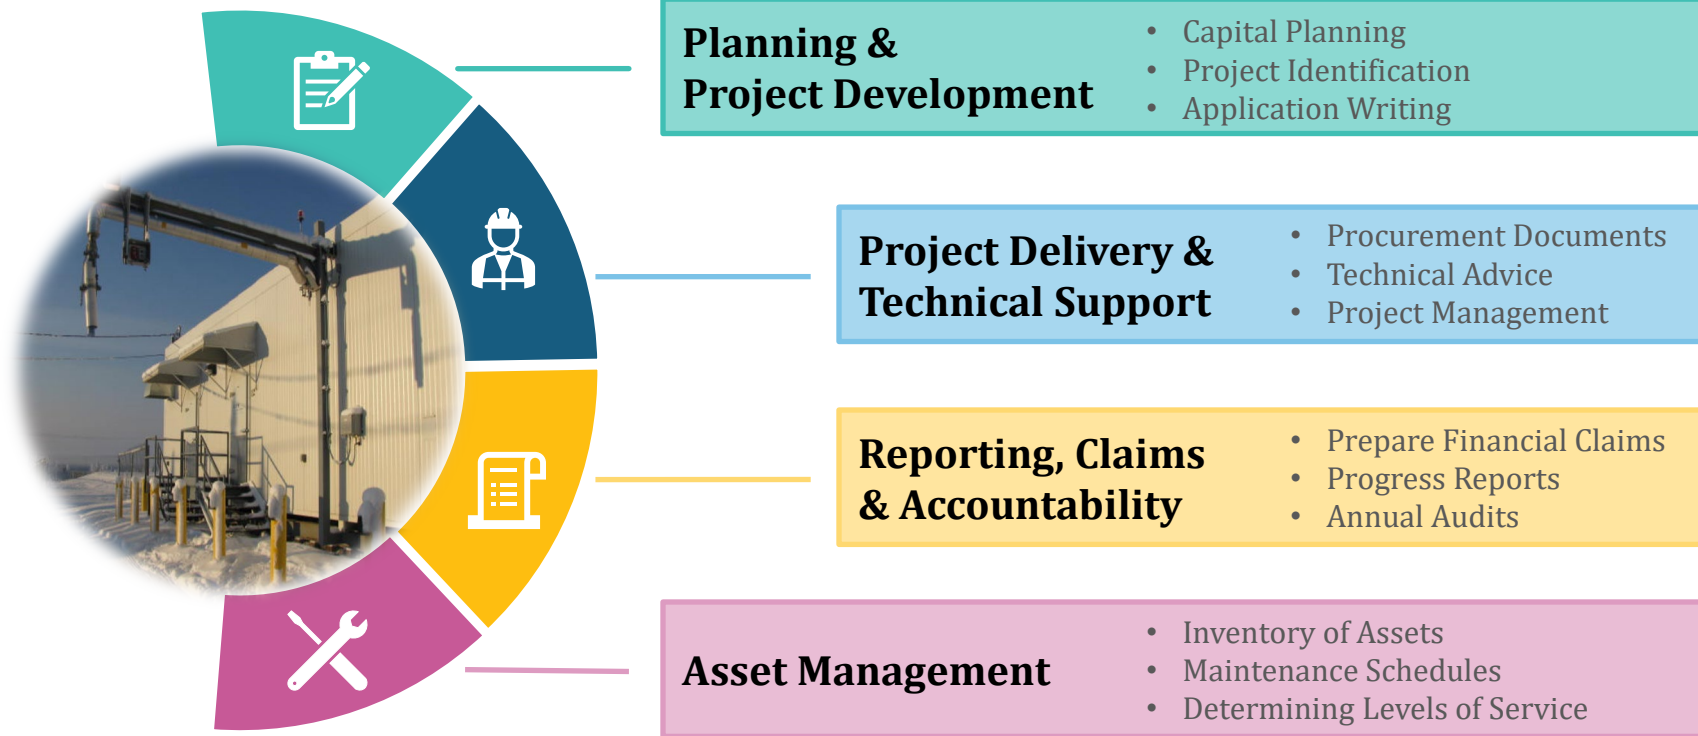 Planning &
Project Development
• Capital Planning
• Project Identification
• Application Writing
Project Delivery &
Technical Support
• Procurement Documents
• Technical Advice
• Project Management
Reporting, Claims
& Accountability
• Prepare Financial Claims
• Progress Reports
• Annual Audits
Asset Management
• Inventory of Assets
• Maintenance Schedules
• Determining Levels of Service